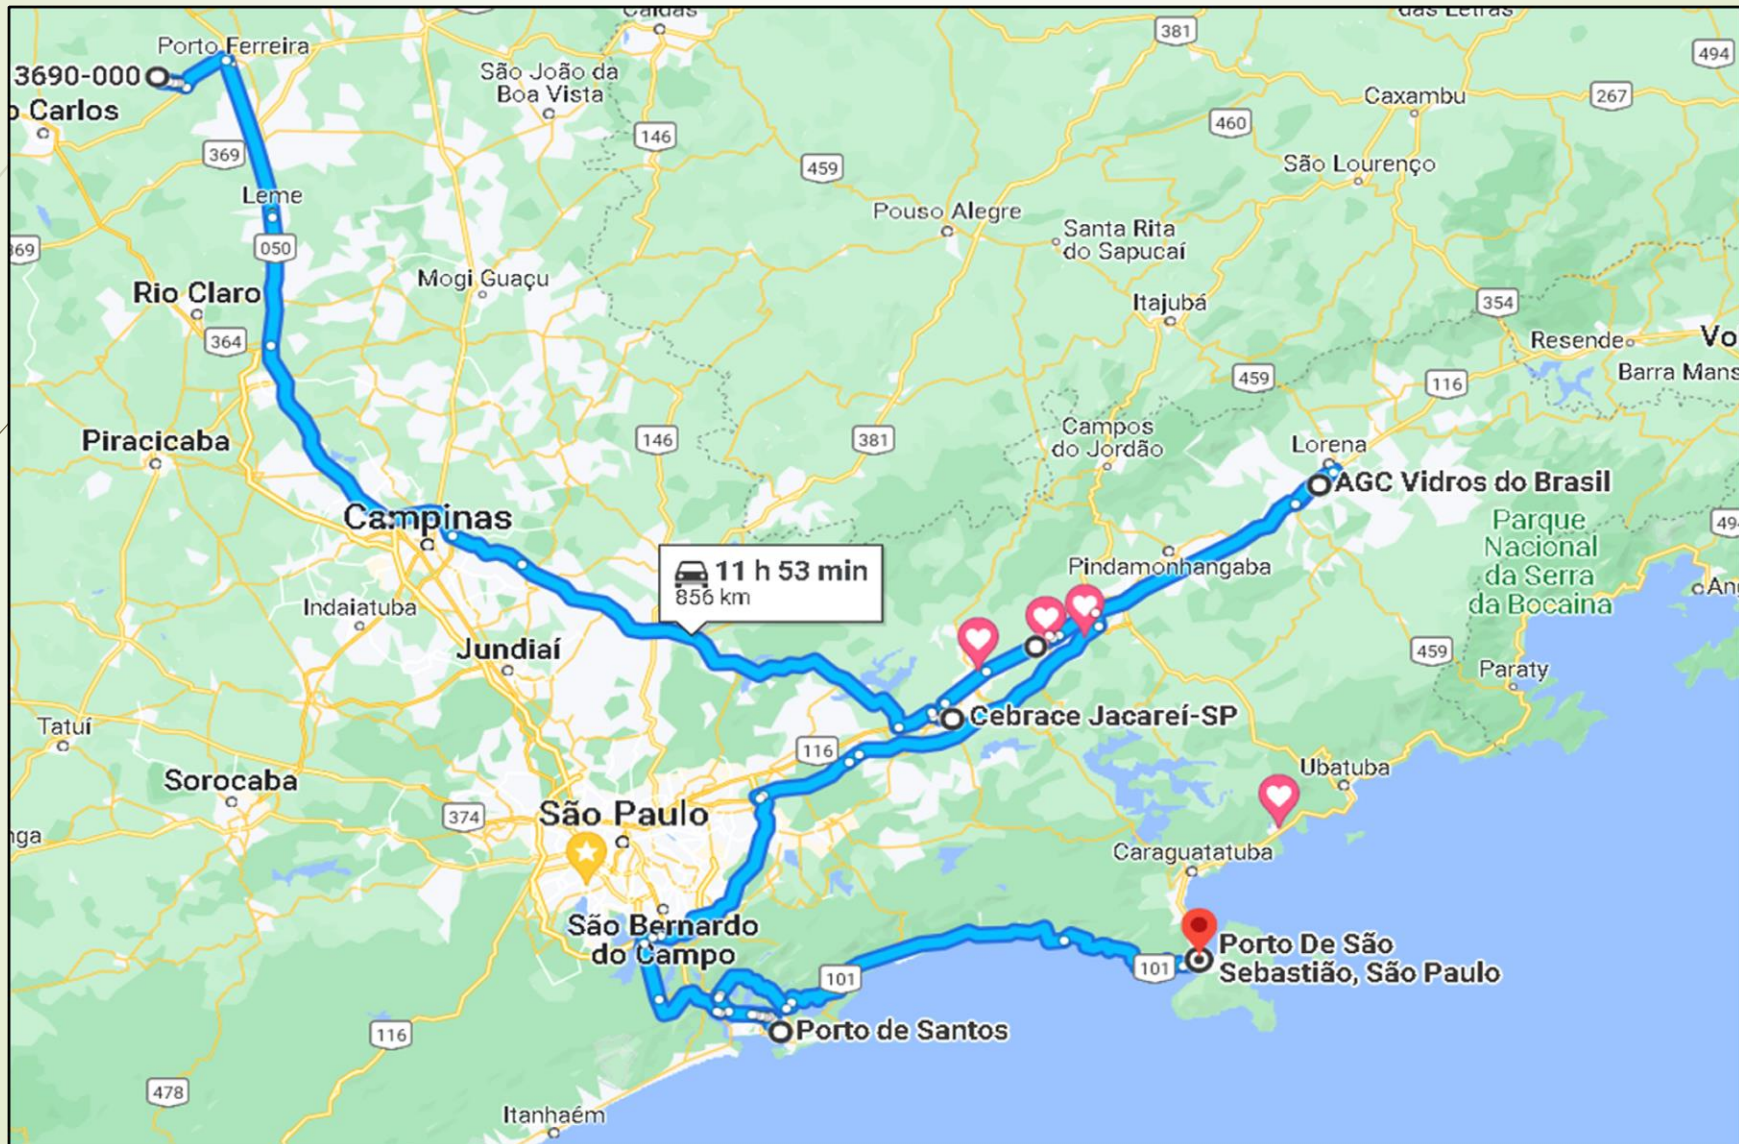 Caldas
das Letras
381
494
Porto Ferreira
3690-000
o Carlos
São João da
Boa Vista
Caxambu
267
460
146
459
369
São Lourenço
Leme
Pouso Alegre
Santa Rita
do Sapucaí
369
050
Mogi Guaçu
Rio Claro
Itajubá
354
364
Resende
Vo
459
116
Barra Mans
Piracicaba
146
381
Campos
do Jordão
Lorena
AGC Vidros do Brasil
Campinas
Parque
Nacional
da Serra
da Bocaina
494
11 h 53 min
856 km
Pindamonhangaba
Ang
Indaiatuba
Jundiaí
459
Paraty
Tatuí
Cebrace Jacareí-SP
116
Sorocaba
Ubatuba
374
São Paulo
nga
Caraguatatuba
São Bernardo
do Campo
Porto De São
Sebastião, São Paulo
101
101
Porto de Santos
116
478
Itanhaém